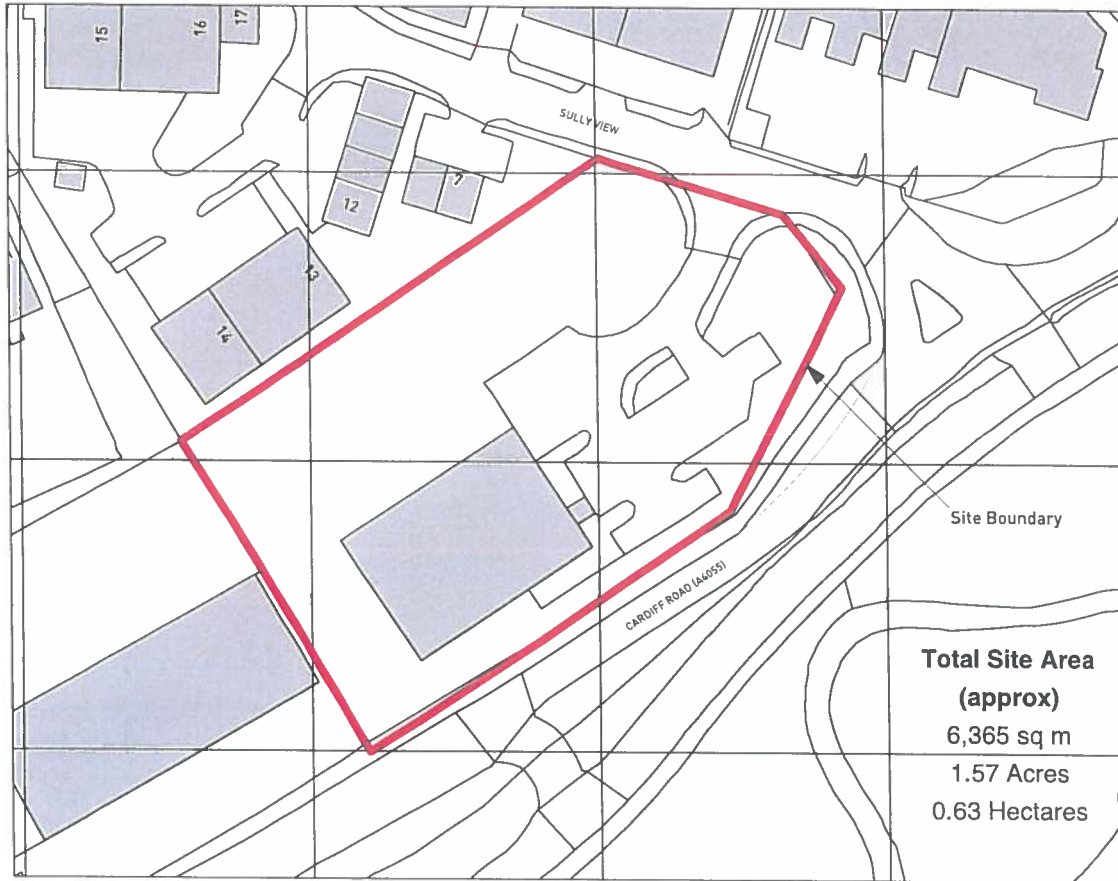 15
16
17
SULLY VIEW
7
12
13
14
Site Boundary
CARDIFF ROAD (A4055)
Total Site Area
(approx)
6,365 sq m
1.57 Acres
0.63 Hectares